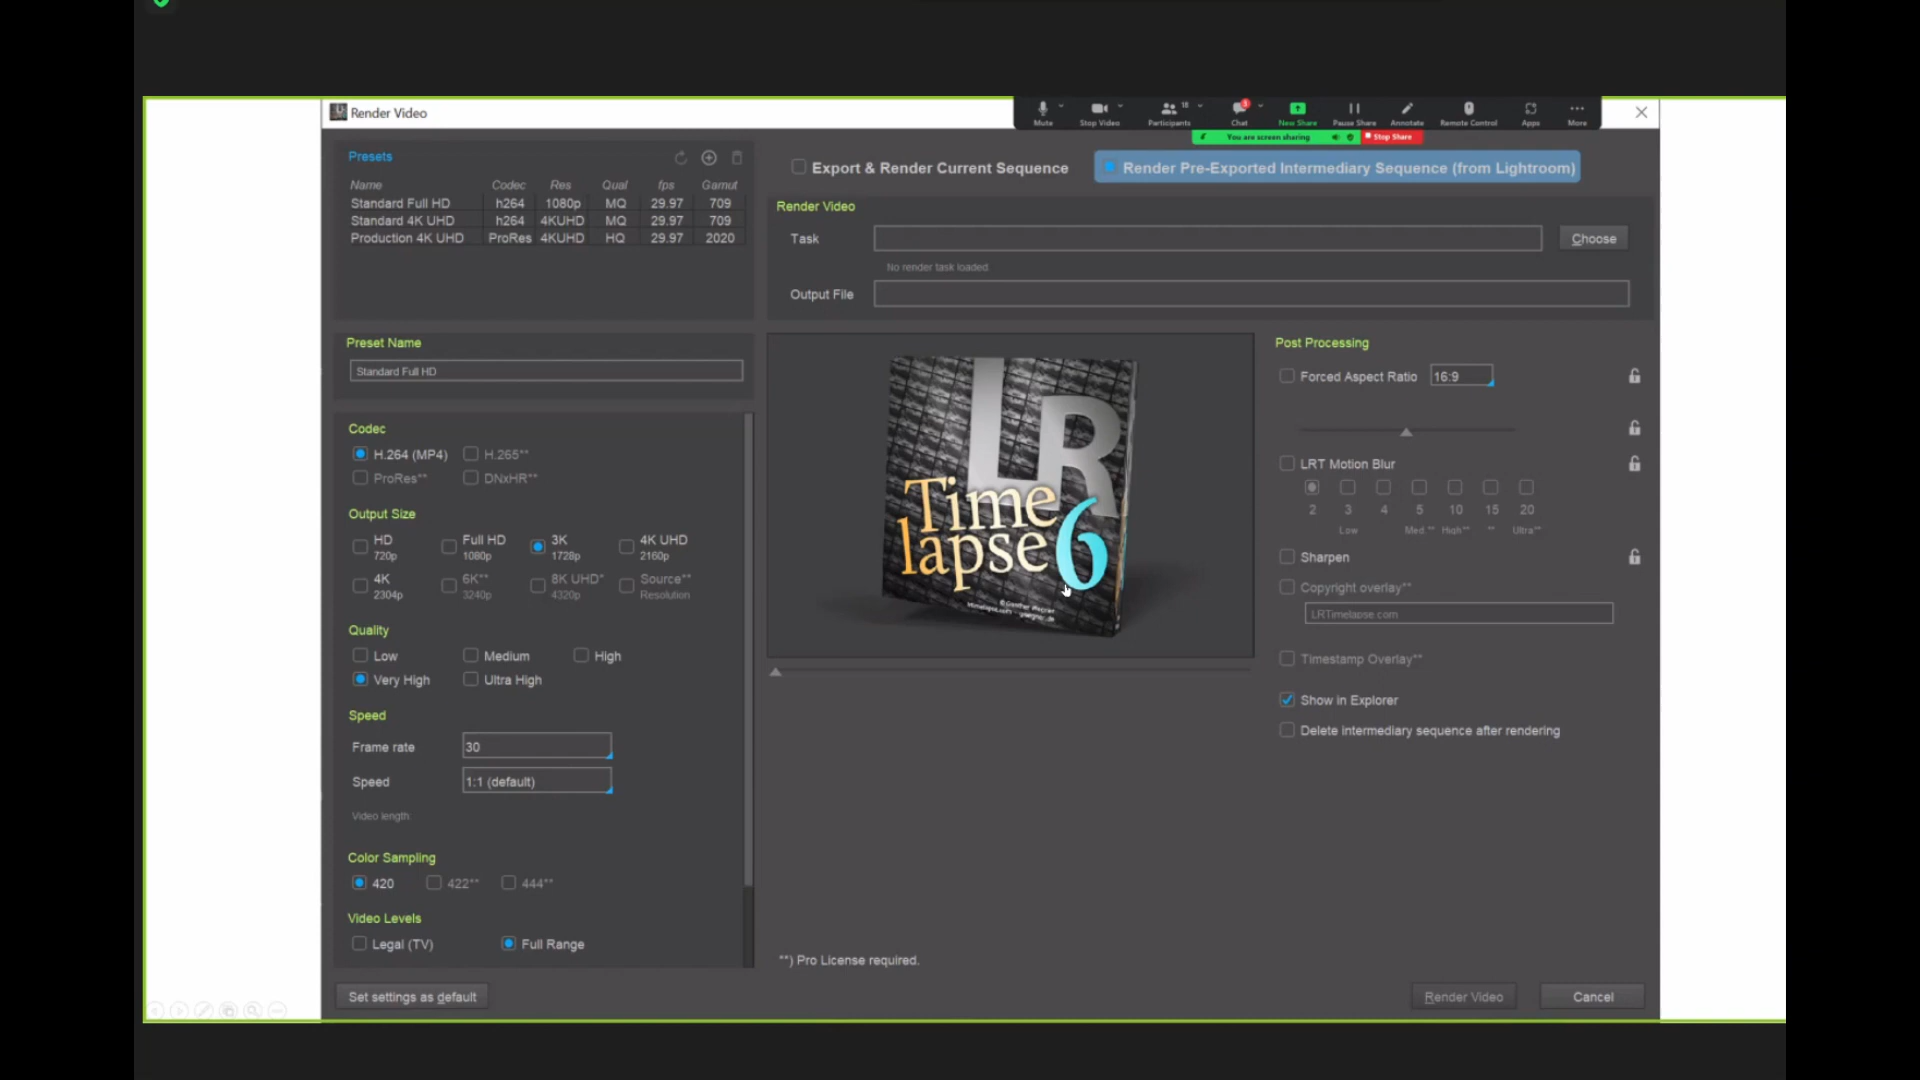 Render Video
Mute
Stop Video
18
Participants
3
Chat
New Share
Pause Share
Annotate
Remote Control
Apps
More
You are screen sharing
Stop Share
Presets
Name Codec Res Qual fps Gamut
Standard Full HD h264 1080p MQ 29.97 709
Standard 4K UHD h264 4KUHD MQ 29.97 709
Production 4K UHD ProRes 4KUHD HQ 29.97 2020
Export & Render Current Sequence
Render Pre-Exported Intermediary Sequence (from Lightroom)
Render Video
Task
Choose
No render task loaded.
Output File
Preset Name
Standard Full HD
Codec
H.264 (MP4) H.265**
ProRes** DNxHR**
Output Size
HD Full HD 3K 4K UHD
720p 1080p 1728p 2160p
4K 6K** 8K UHD* Source**
2304p 3240p 4320p Resolution
Quality
Low Medium High
Very High Ultra High
Speed
Frame rate 30
Speed 1:1 (default)
Video length:
Color Sampling
420 422** 444**
Video Levels
Legal (TV) Full Range
Set settings as default
LR
Time
lapse 6
Post Processing
Forced Aspect Ratio 16:9
LRT Motion Blur
2 3 4 5 10 15 20
Low Med.** High** ** Ultra**
Sharpen
Copyright overlay**
LRTimelapse.com
Timestamp Overlay**
Show in Explorer
Delete intermediary sequence after rendering
**) Pro License required.
Render Video
Cancel